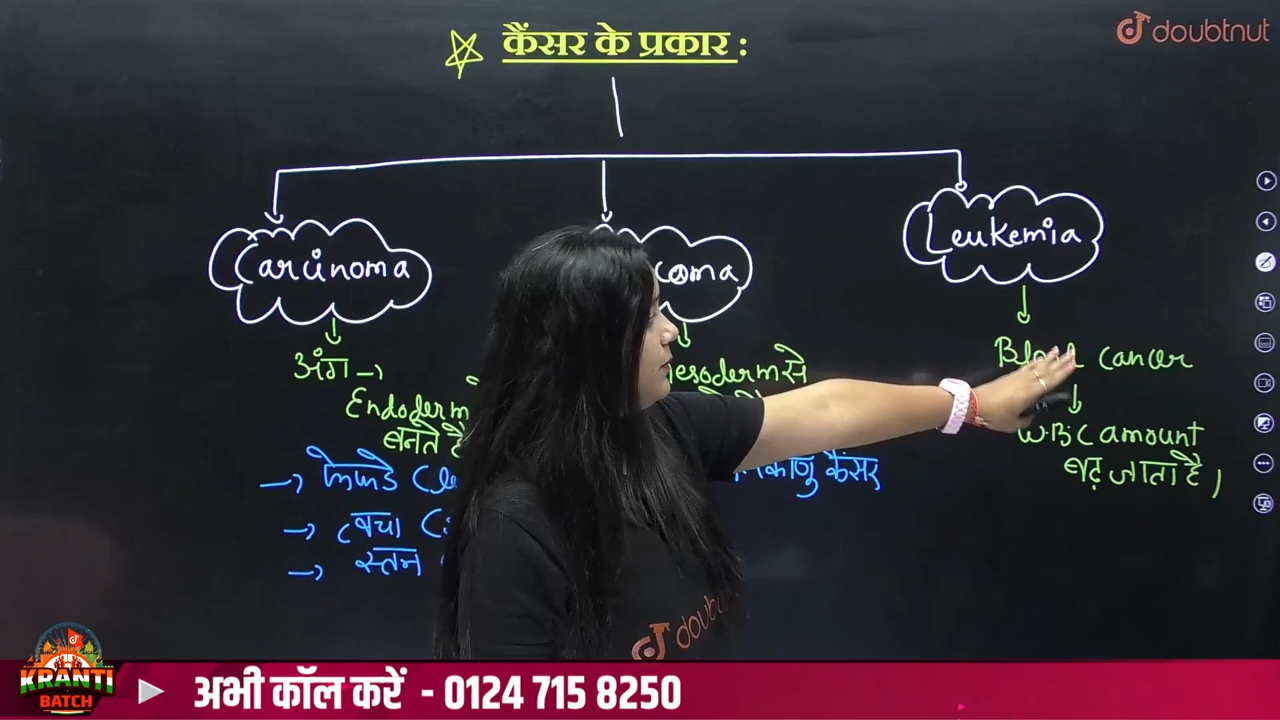 कैंसर के प्रकार :
doubtnut
Carcinoma
coma
Leukemia
अंग →
Endoderm
बनते है
esoderm से
Blood cancer
W.B.C amount
बढ़ जाता है,
→ फेफड़े
→ त्वचा
→ स्तन
कैंसर
doubt
KRANTI
BATCH
अभी कॉल करें - 0124 715 8250